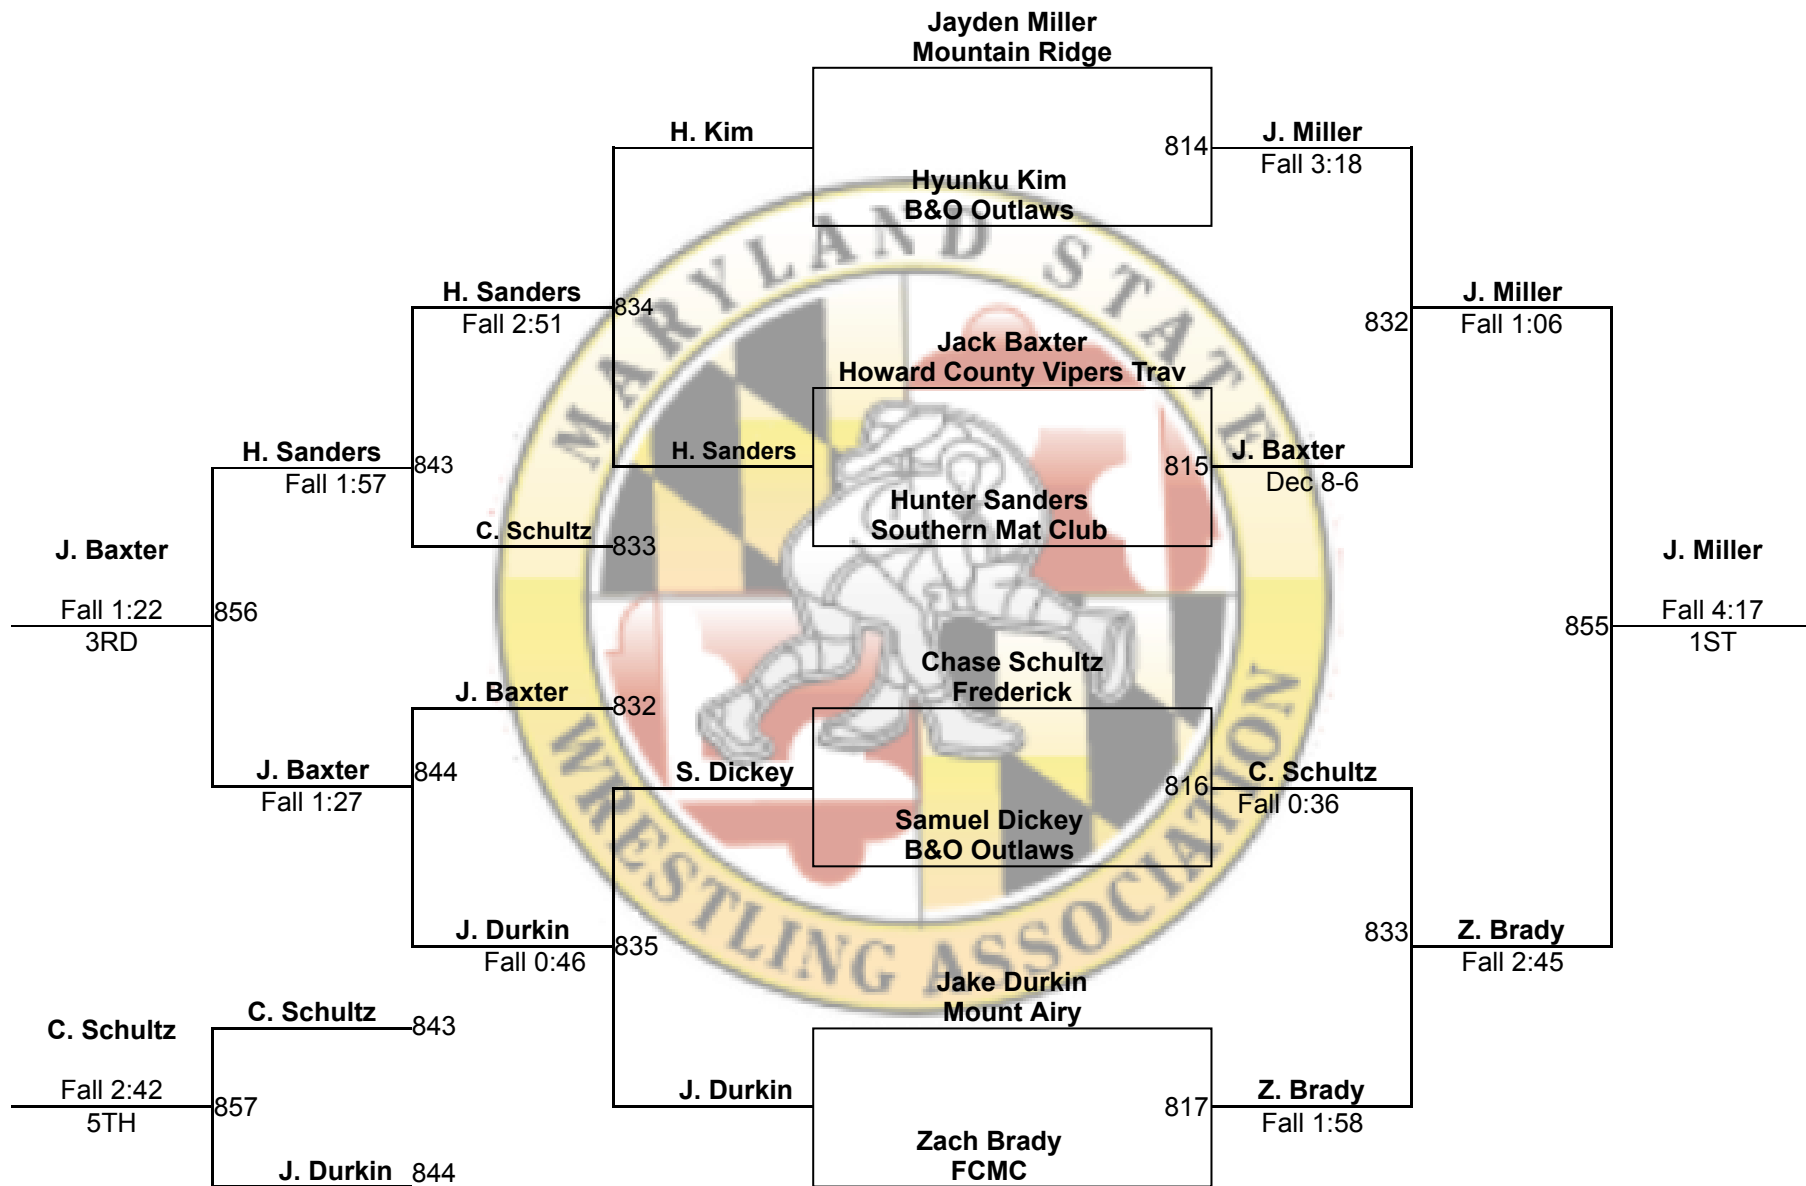 Jayden Miller
Mountain Ridge
H. Kim
814
J. Miller
Fall 3:18
Hyunku Kim
B&O Outlaws
MARYLAND STATE
WRESTLING ASSOCIATION
H. Sanders
834
Fall 2:51
832
J. Miller
Fall 1:06
Jack Baxter
Howard County Vipers Trav
H. Sanders
843
Fall 1:57
H. Sanders
815
J. Baxter
Dec 8-6
Hunter Sanders
Southern Mat Club
C. Schultz
833
J. Baxter
Fall 1:22
856
3RD
J. Miller
855
Fall 4:17
1ST
Chase Schultz
Frederick
J. Baxter
832
J. Baxter
844
Fall 1:27
S. Dickey
816
C. Schultz
Fall 0:36
Samuel Dickey
B&O Outlaws
J. Durkin
835
Fall 0:46
833
Z. Brady
Fall 2:45
Jake Durkin
Mount Airy
C. Schultz
843
C. Schultz
Fall 2:42
857
5TH
J. Durkin
817
Z. Brady
Fall 1:58
Zach Brady
FCMC
J. Durkin
844